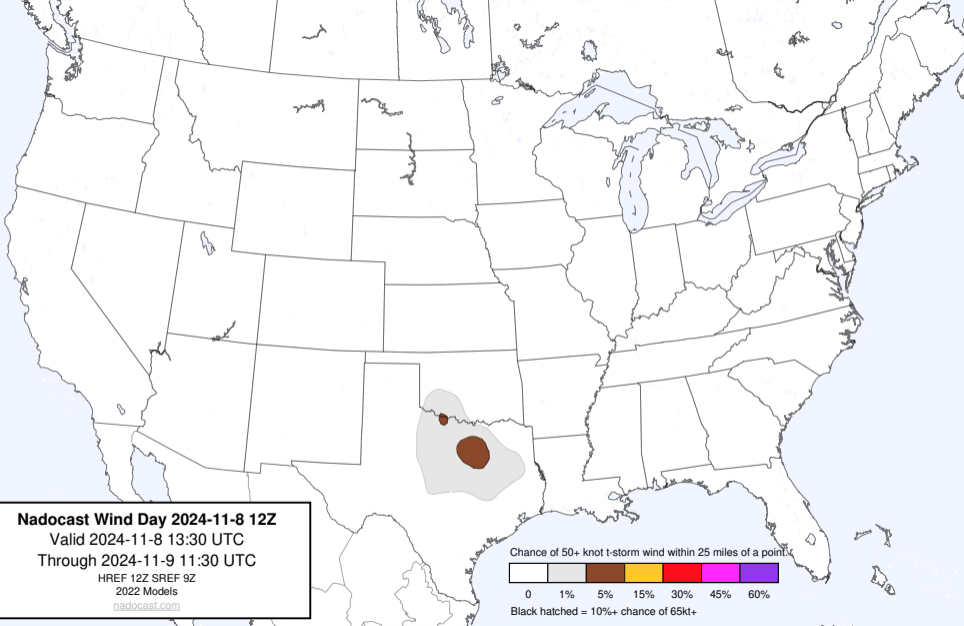 Nadocast Wind Day 2024-11-8 12Z
Valid 2024-11-8 13:30 UTC
Through 2024-11-9 11:30 UTC
HREF 12Z SREF 9Z
2022 Models
nadocast.com
Chance of 50+ knot t-storm wind within 25 miles of a point.
0 1% 5% 15% 30% 45% 60%
Black hatched = 10%+ chance of 65kt+